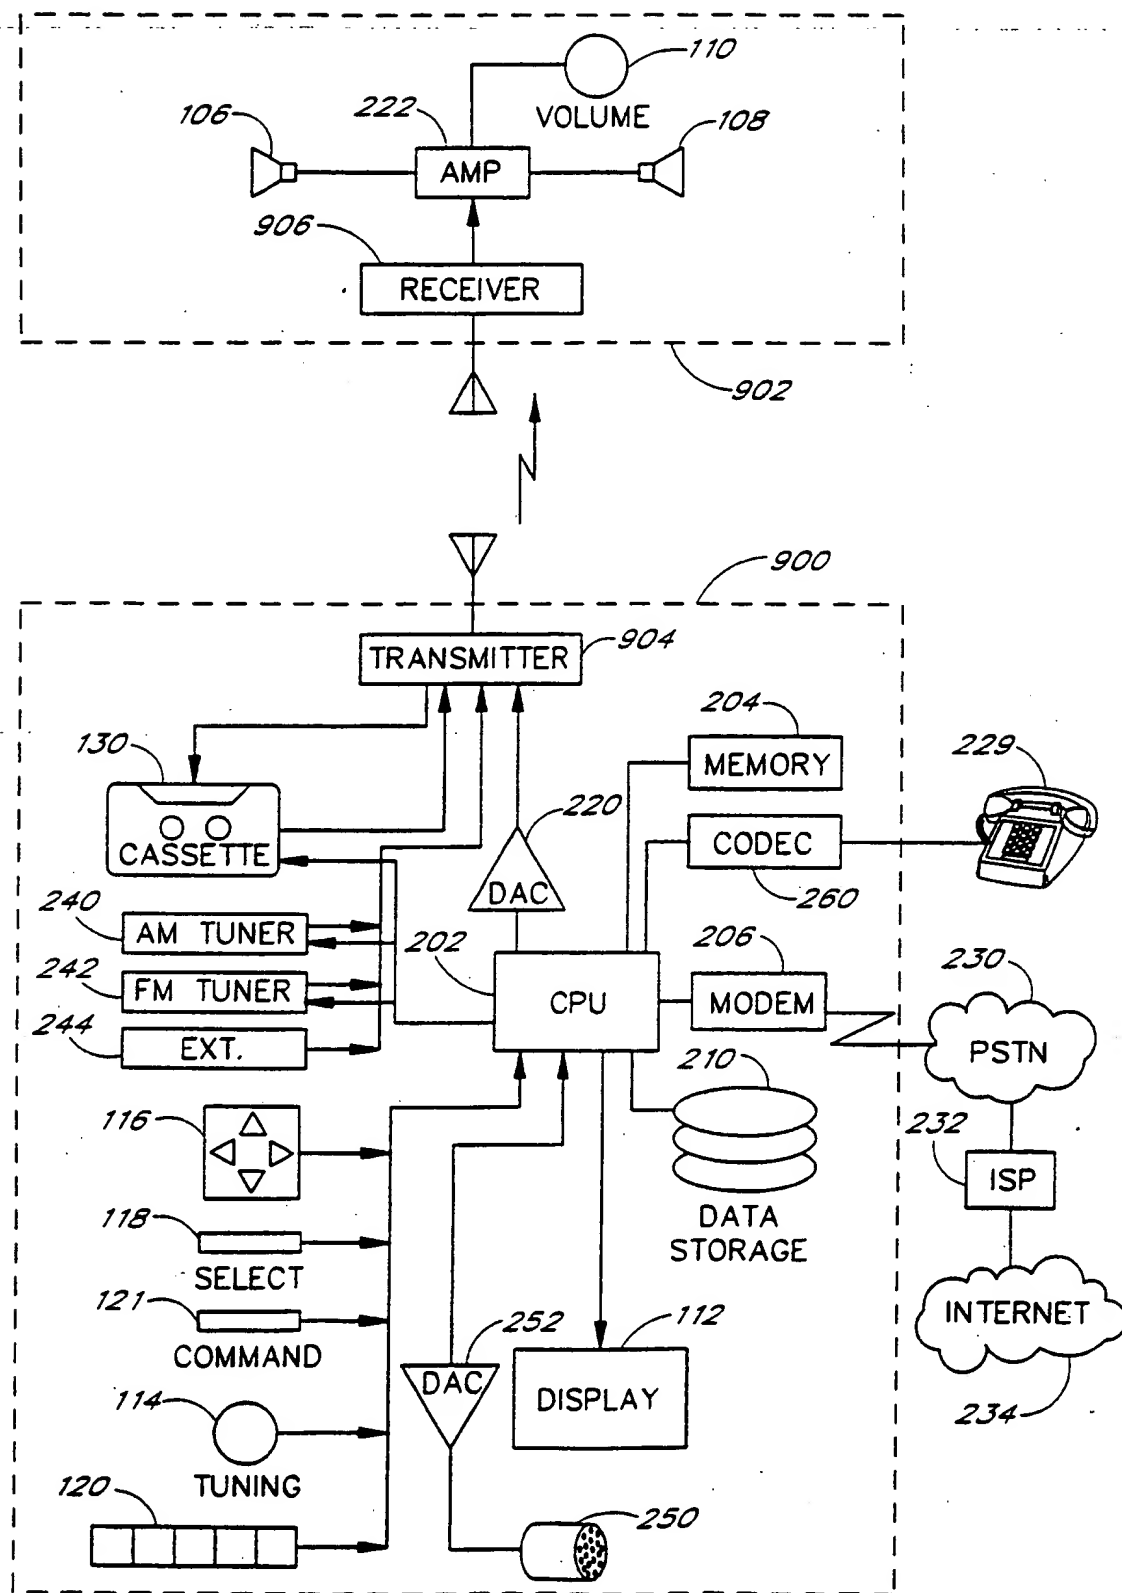 110
VOLUME
106
222
108
AMP
906
RECEIVER
902
900
TRANSMITTER
904
204
MEMORY
130
CASSETTE
220
DAC
229
CODEC
260
240
AM TUNER
202
206
230
242
FM TUNER
CPU
MODEM
PSTN
244
EXT.
210
232
ISP
116
DATA
STORAGE
118
SELECT
INTERNET
121
COMMAND
252
112
DAC
DISPLAY
234
114
TUNING
120
250